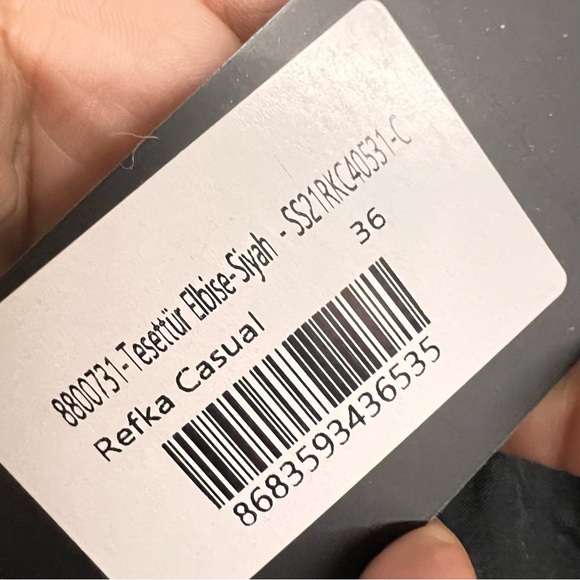 8800731-Tesettür Elbise-Siyah - SS21RKC40531-C
Refka Casual
36
8683593436535